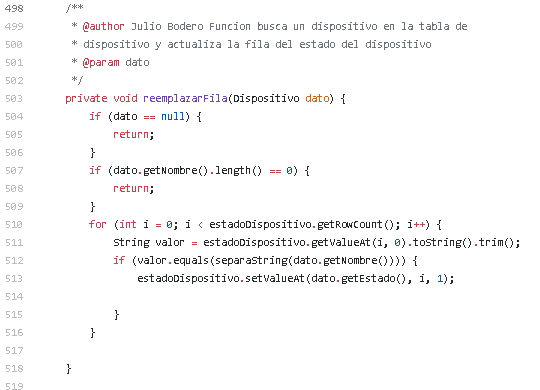 498 /**
499 * @author Julio Bodero Funcion busca un dispositivo en la tabla de
500 * dispositivo y actualiza la fila del estado del dispositivo
501 * @param dato
502 */
503 private void reemplazarFila(Dispositivo dato) {
504 if (dato == null) {
505 return;
506 }
507 if (dato.getNombre().length() == 0) {
508 return;
509 }
510 for (int i = 0; i < estadoDispositivo.getRowCount(); i++) {
511 String valor = estadoDispositivo.getValueAt(i, 0).toString().trim();
512 if (valor.equals(separaString(dato.getNombre()))) {
513 estadoDispositivo.setValueAt(dato.getEstado(), i, 1);
514
515 }
516 }
517
518 }
519